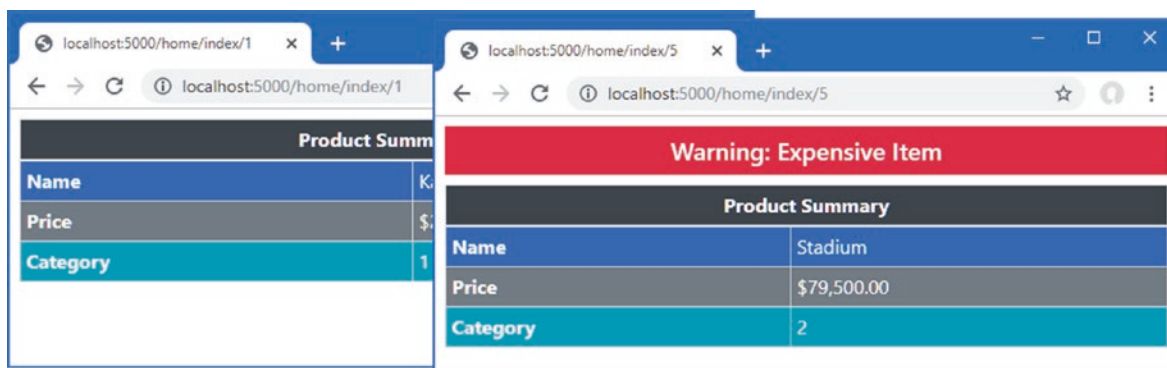 localhost:5000/home/index/1
localhost:5000/home/index/1
Product Summ
Name
Price
Category 1
localhost:5000/home/index/5
localhost:5000/home/index/5
Warning: Expensive Item
Product Summary
Name Stadium
Price $79,500.00
Category 2